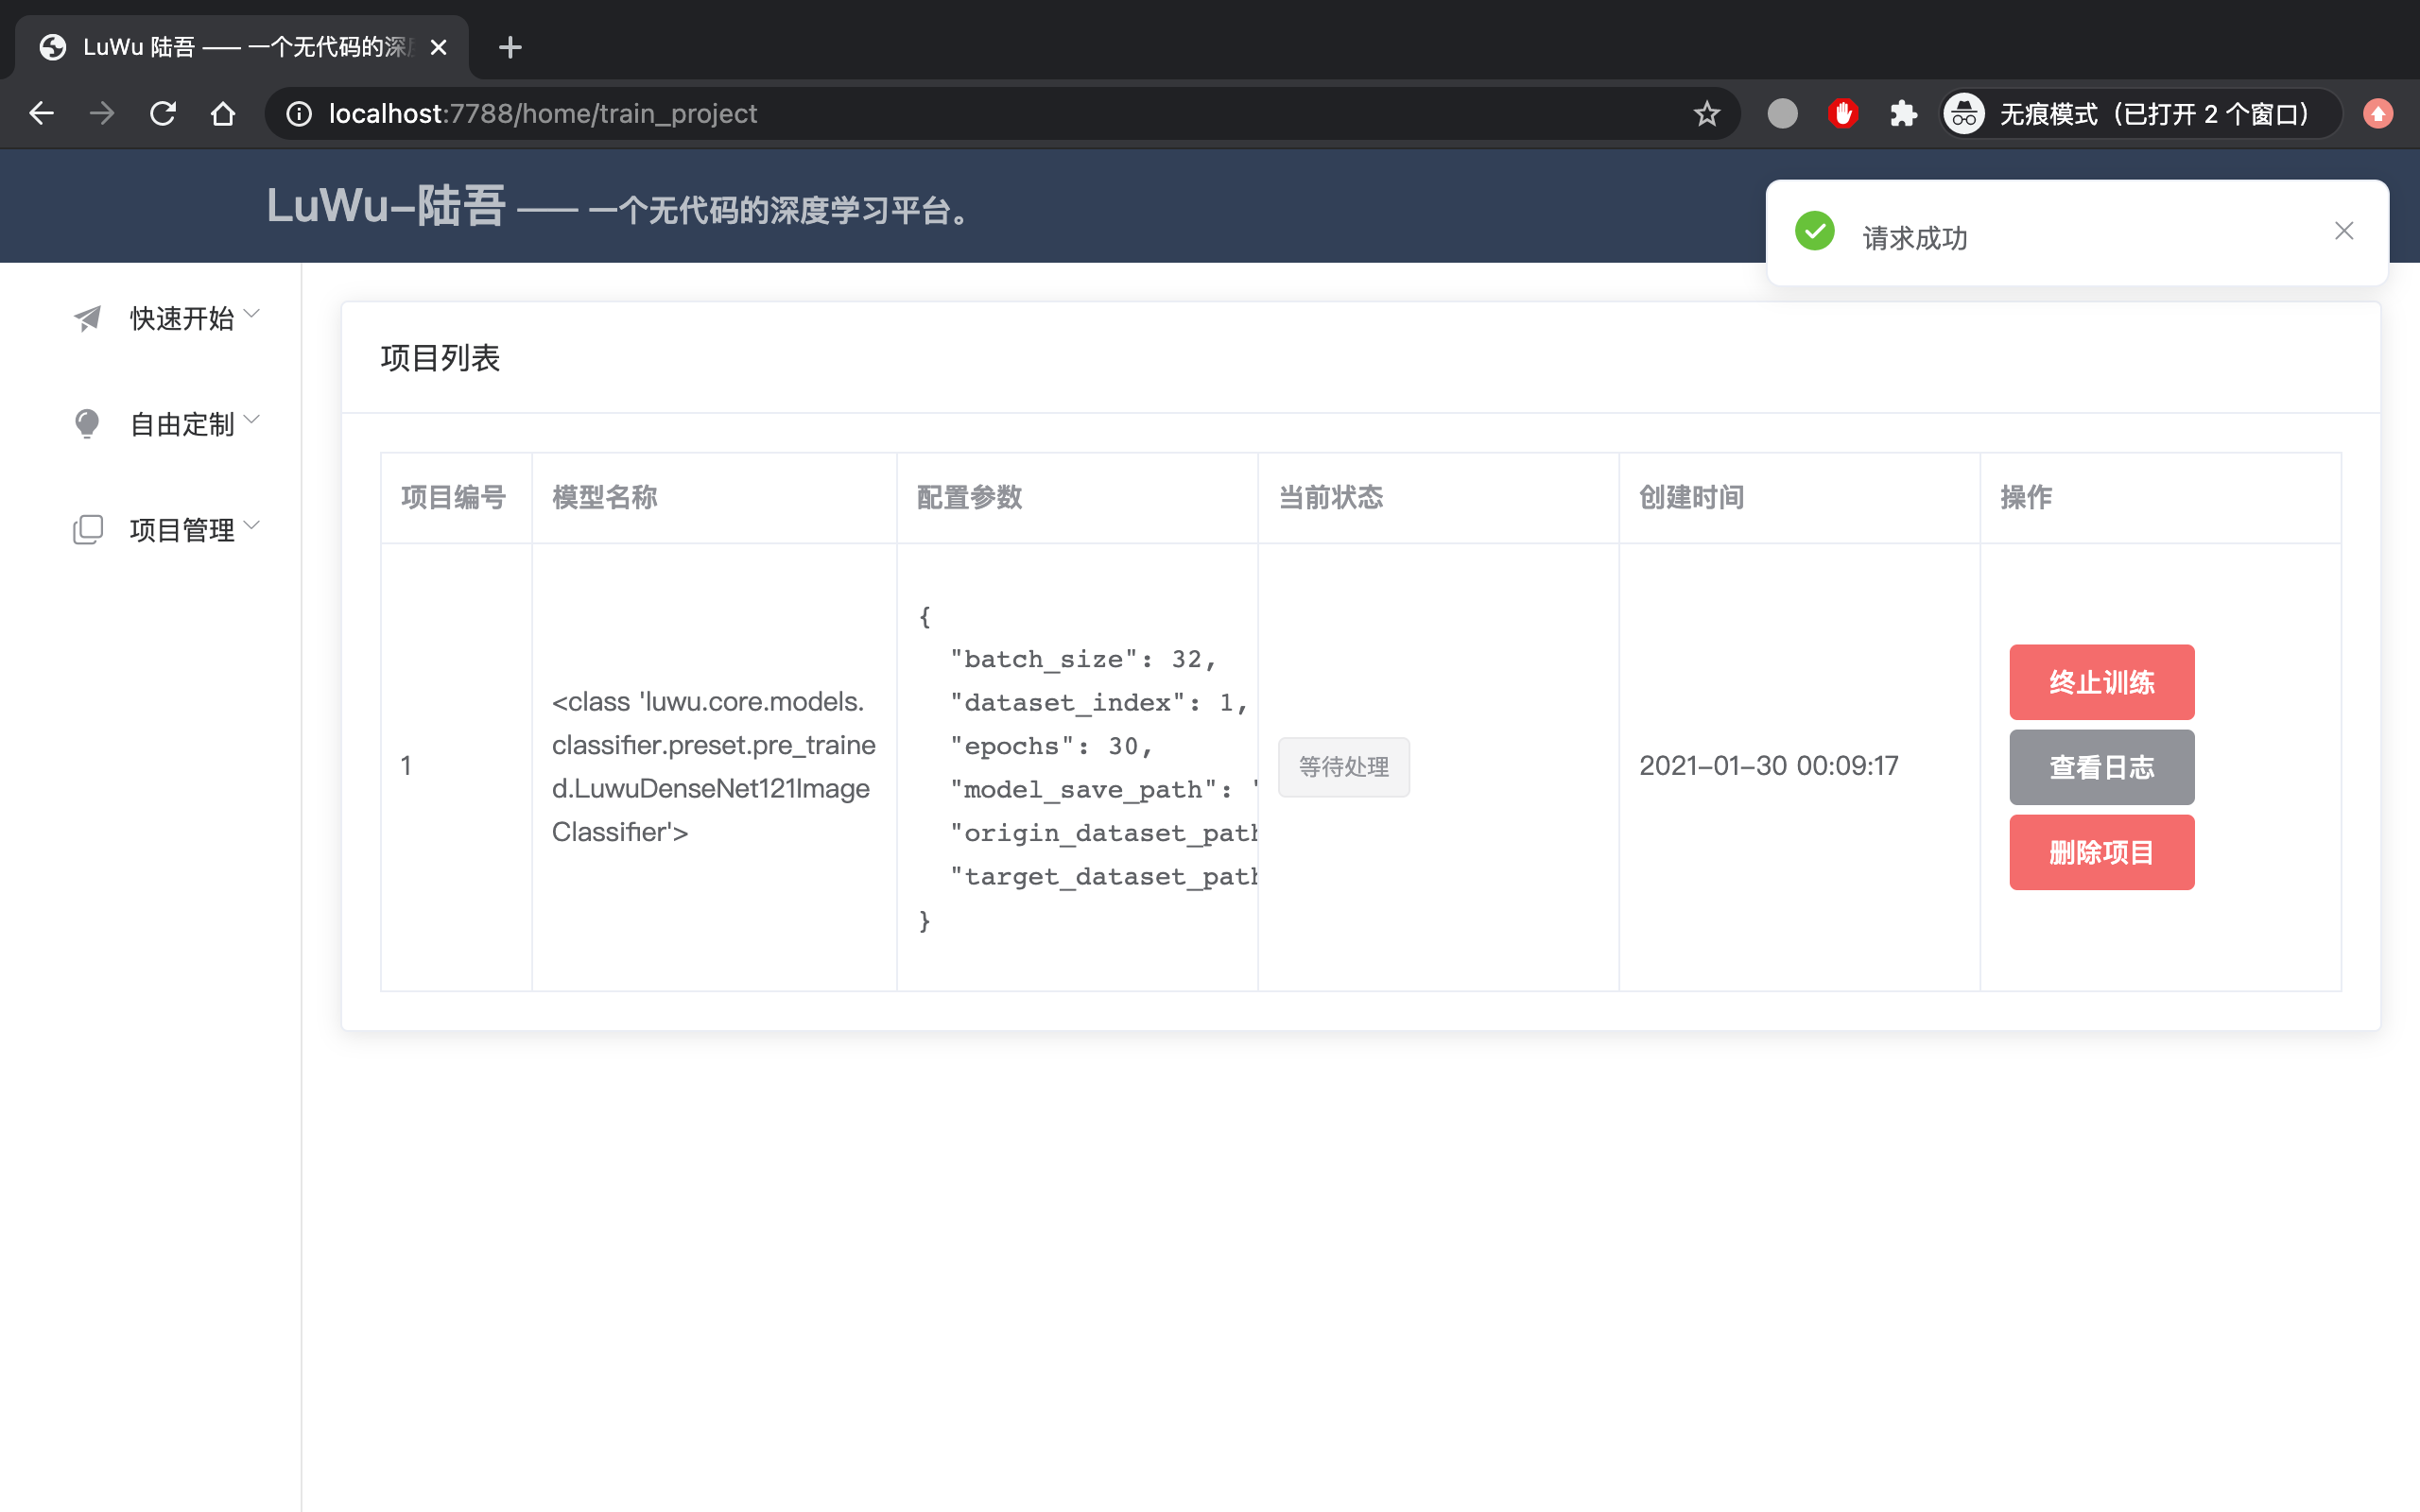 LuWu 陆吾 —— 一个无代码的深
localhost:7788/home/train_project
无痕模式（已打开 2 个窗口）
LuWu-陆吾 —— 一个无代码的深度学习平台。
请求成功
快速开始
自由定制
项目管理
项目列表
项目编号 模型名称 配置参数 当前状态 创建时间 操作
1
<class 'luwu.core.models.
classifier.preset.pre_traine
d.LuwuDenseNet121Image
Classifier'>
{
"batch_size": 32,
"dataset_index": 1,
"epochs": 30,
"model_save_path": "
"origin_dataset_path
"target_dataset_path
}
等待处理
2021-01-30 00:09:17
终止训练
查看日志
删除项目